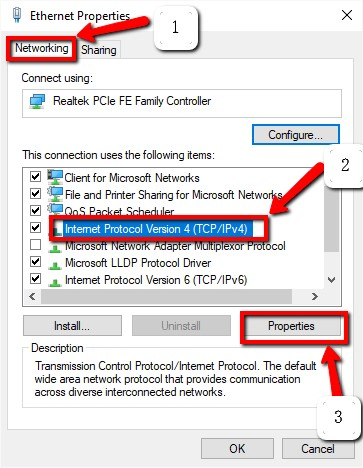 Ethernet Properties
1
Networking
Sharing
Connect using:
Realtek PCIe FE Family Controller
Configure...
This connection uses the following items:
2
Client for Microsoft Networks
File and Printer Sharing for Microsoft Networks
QoS Packet Scheduler
Internet Protocol Version 4 (TCP/IPv4)
Microsoft Network Adapter Multiplexor Protocol
Microsoft LLDP Protocol Driver
Internet Protocol Version 6 (TCP/IPv6)
Install...
Uninstall
Properties
Description
Transmission Control Protocol/Internet Protocol. The default
wide area network protocol that provides communication
across diverse interconnected networks.
3
OK
Cancel